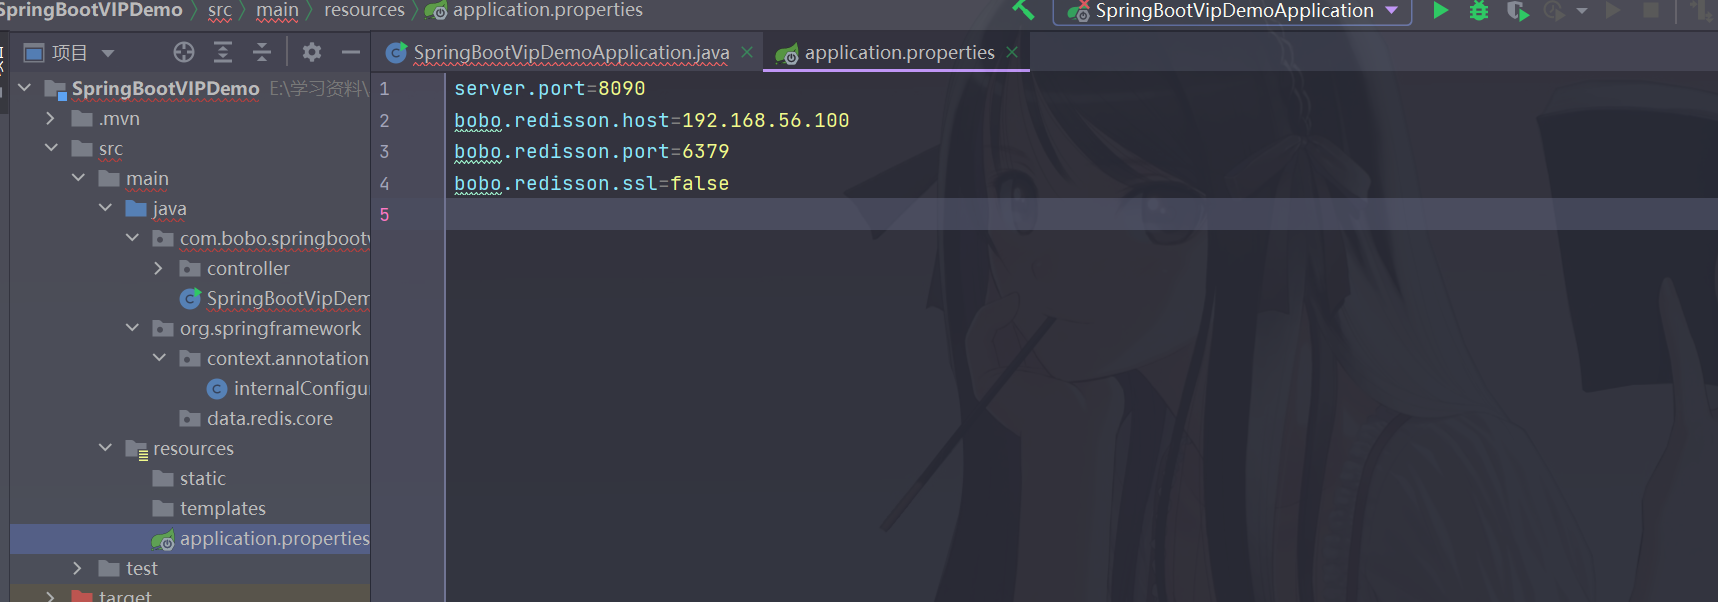 SpringBootVIPDemo src main resources application.properties
SpringBootVipDemoApplication
项目
SpringBootVipDemoApplication.java
application.properties
SpringBootVIPDemo E:\学习资料\
.mvn
src
main
java
com.bobo.springboot
controller
SpringBootVipDem
org.springframework
context.annotation
internalConfigu
data.redis.core
resources
static
templates
application.properties
test
target
1 server.port=8090
2 bobo.redisson.host=192.168.56.100
3 bobo.redisson.port=6379
4 bobo.redisson.ssl=false
5